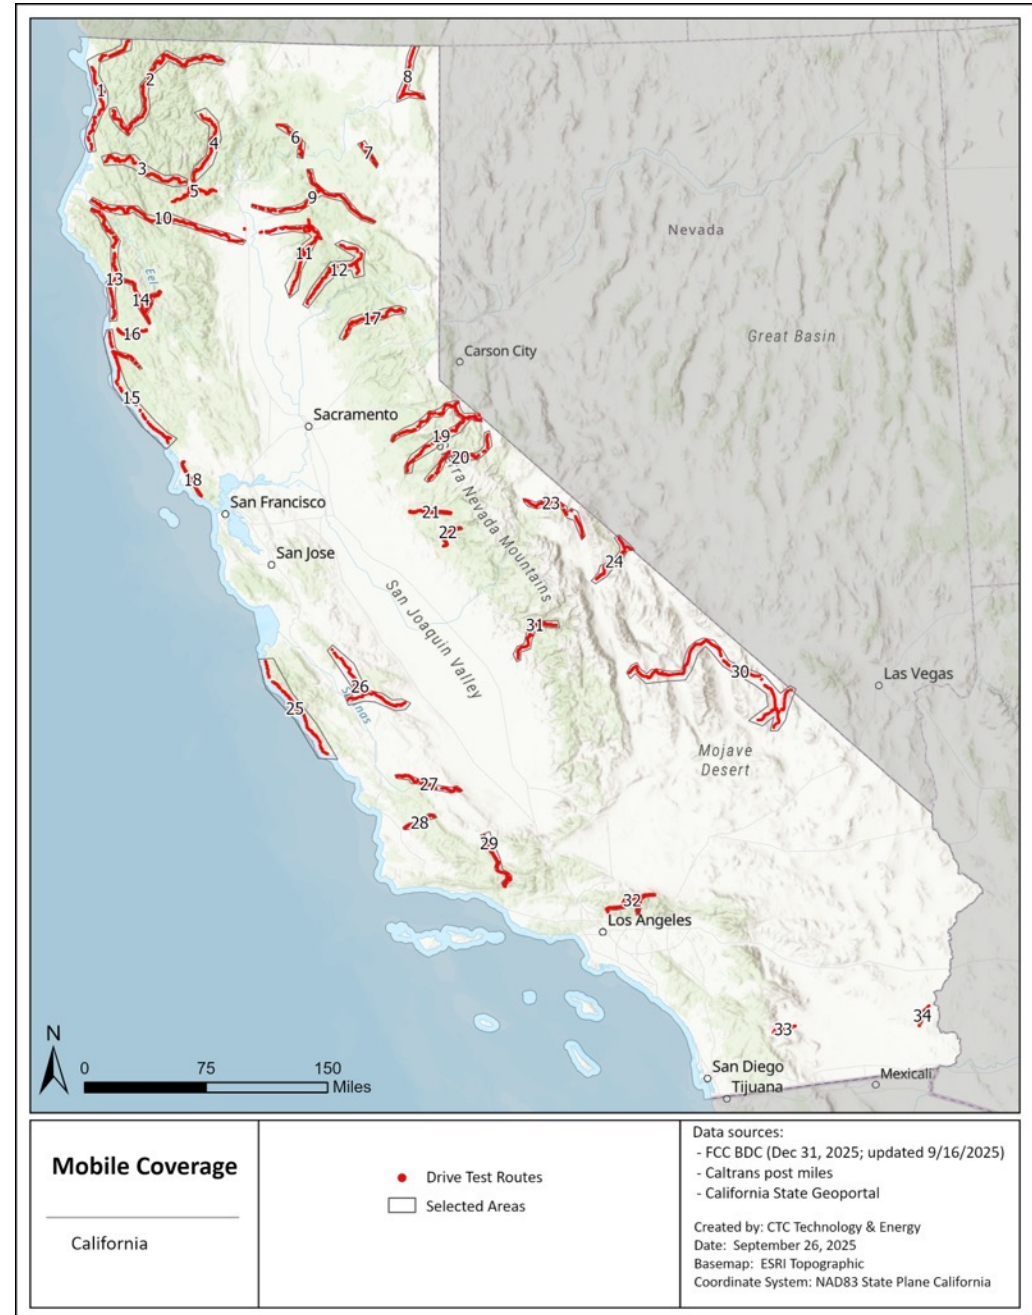 1
2
8
6
4
7
3
5
9
10
11
12
Nevada
Eel
13
14
16
17
Great Basin
Carson City
15
Sacramento
19
20
18
San Francisco
21
22
23
24
San Jose
Sierra Nevada Mountains
San Joaquin Valley
31
26
Salinas
25
30
Las Vegas
Mojave
Desert
27
28
29
32
Los Angeles
33
34
San Diego
Tijuana
Mexicali
N
0 75 150
Miles
Mobile Coverage
California
Drive Test Routes
Selected Areas
Data sources:
- FCC BDC (Dec 31, 2025; updated 9/16/2025)
- Caltrans post miles
- California State Geoportal
Created by: CTC Technology & Energy
Date: September 26, 2025
Basemap: ESRI Topographic
Coordinate System: NAD83 State Plane California